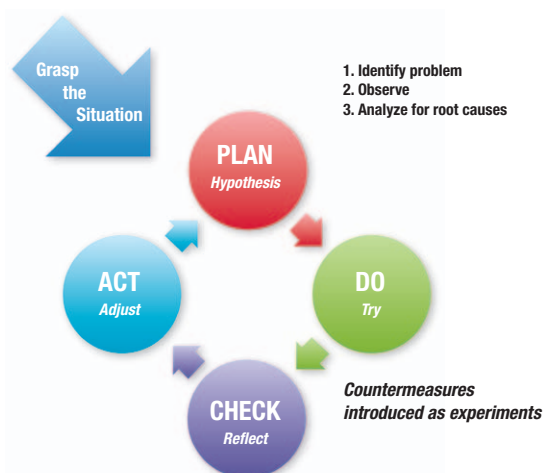 Grasp
the
Situation
1. Identify problem
2. Observe
3. Analyze for root causes
PLAN
Hypothesis
ACT
Adjust
DO
Try
CHECK
Reflect
Countermeasures
introduced as experiments